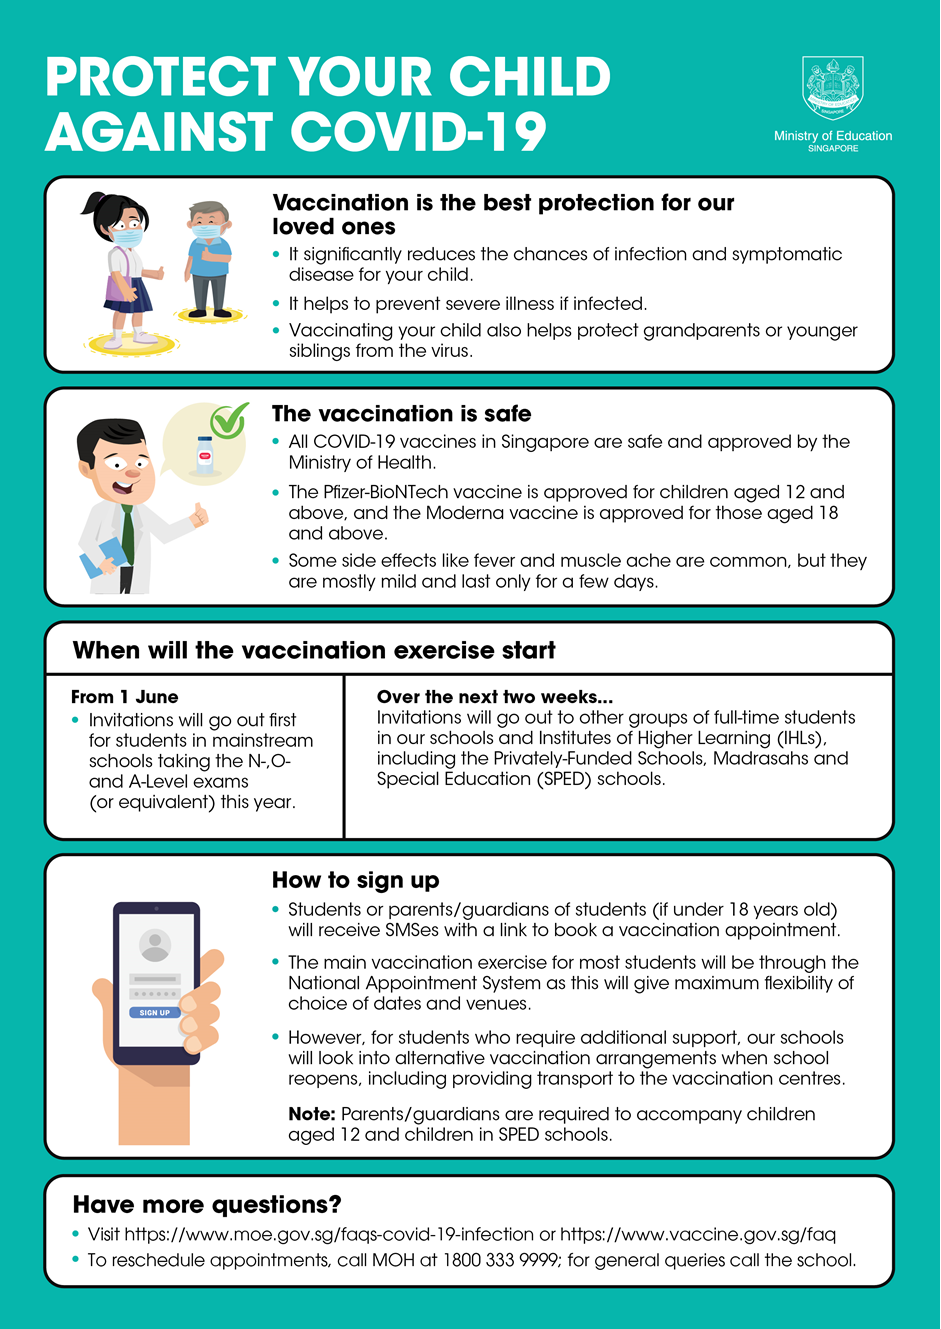 PROTECT YOUR CHILD
AGAINST COVID-19
Ministry of Education
SINGAPORE
Vaccination is the best protection for our
loved ones
• It significantly reduces the chances of infection and symptomatic
disease for your child.
• It helps to prevent severe illness if infected.
• Vaccinating your child also helps protect grandparents or younger
siblings from the virus.
The vaccination is safe
• All COVID-19 vaccines in Singapore are safe and approved by the
Ministry of Health.
• The Pfizer-BioNTech vaccine is approved for children aged 12 and
above, and the Moderna vaccine is approved for those aged 18
and above.
• Some side effects like fever and muscle ache are common, but they
are mostly mild and last only for a few days.
When will the vaccination exercise start
From 1 June
• Invitations will go out first
for students in mainstream
schools taking the N-,O-
and A-Level exams
(or equivalent) this year.
Over the next two weeks...
Invitations will go out to other groups of full-time students
in our schools and Institutes of Higher Learning (IHLs),
including the Privately-Funded Schools, Madrasahs and
Special Education (SPED) schools.
SIGN UP
How to sign up
• Students or parents/guardians of students (if under 18 years old)
will receive SMSes with a link to book a vaccination appointment.
• The main vaccination exercise for most students will be through the
National Appointment System as this will give maximum flexibility of
choice of dates and venues.
• However, for students who require additional support, our schools
will look into alternative vaccination arrangements when school
reopens, including providing transport to the vaccination centres.
Note: Parents/guardians are required to accompany children
aged 12 and children in SPED schools.
Have more questions?
• Visit https://www.moe.gov.sg/faqs-covid-19-infection or https://www.vaccine.gov.sg/faq
• To reschedule appointments, call MOH at 1800 333 9999; for general queries call the school.